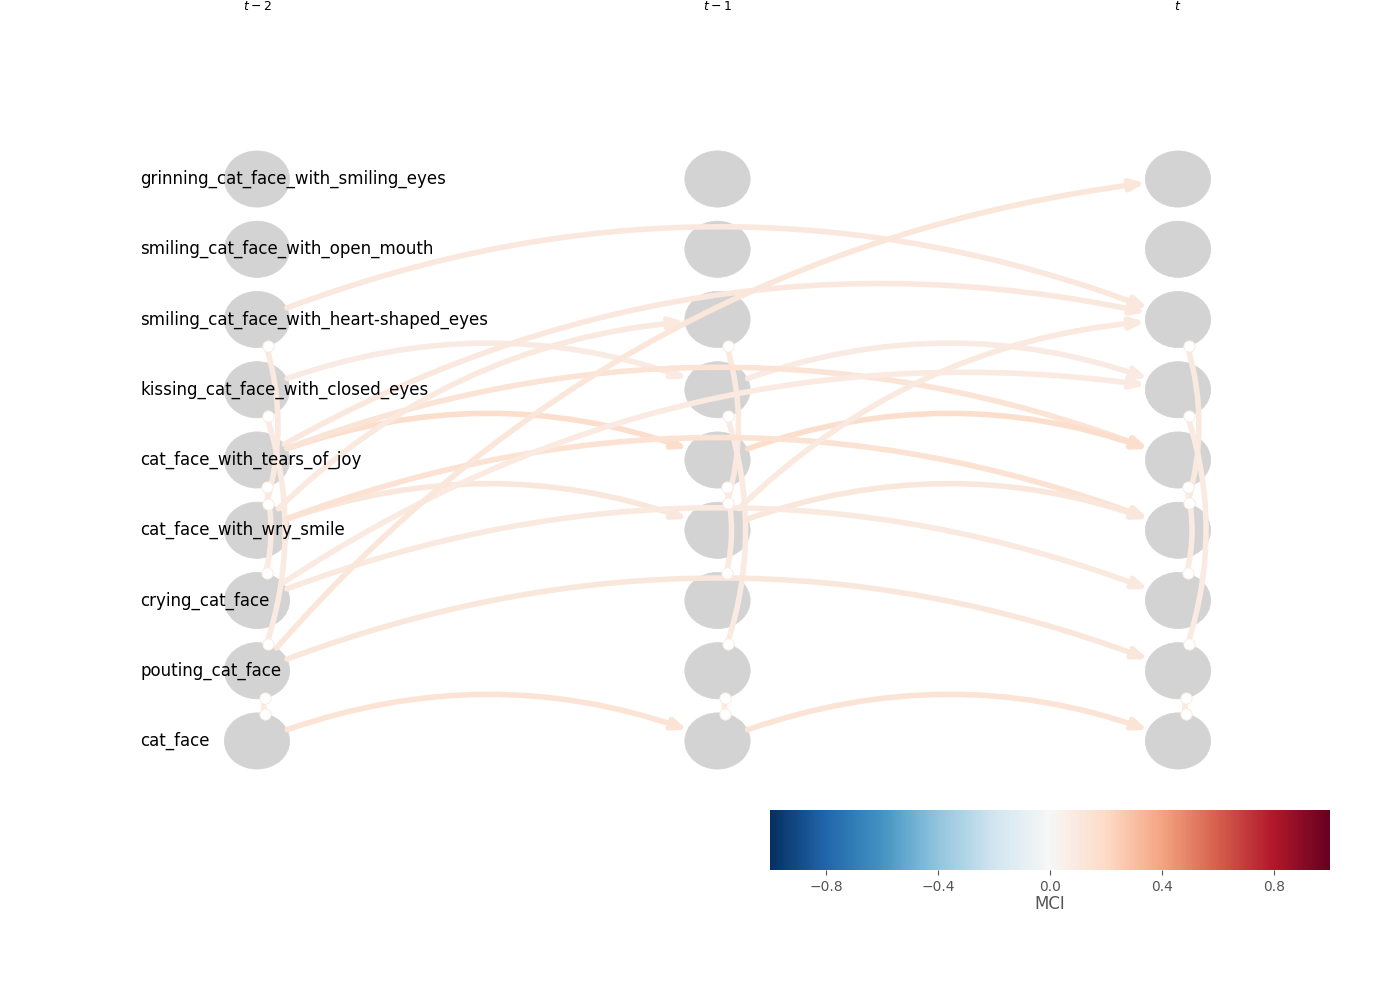 t − 2 t − 1 t
grinning_cat_face_with_smiling_eyes
smiling_cat_face_with_open_mouth
smiling_cat_face_with_heart-shaped_eyes
kissing_cat_face_with_closed_eyes
cat_face_with_tears_of_joy
cat_face_with_wry_smile
crying_cat_face
pouting_cat_face
cat_face
−0.8 −0.4 0.0 0.4 0.8
MCI